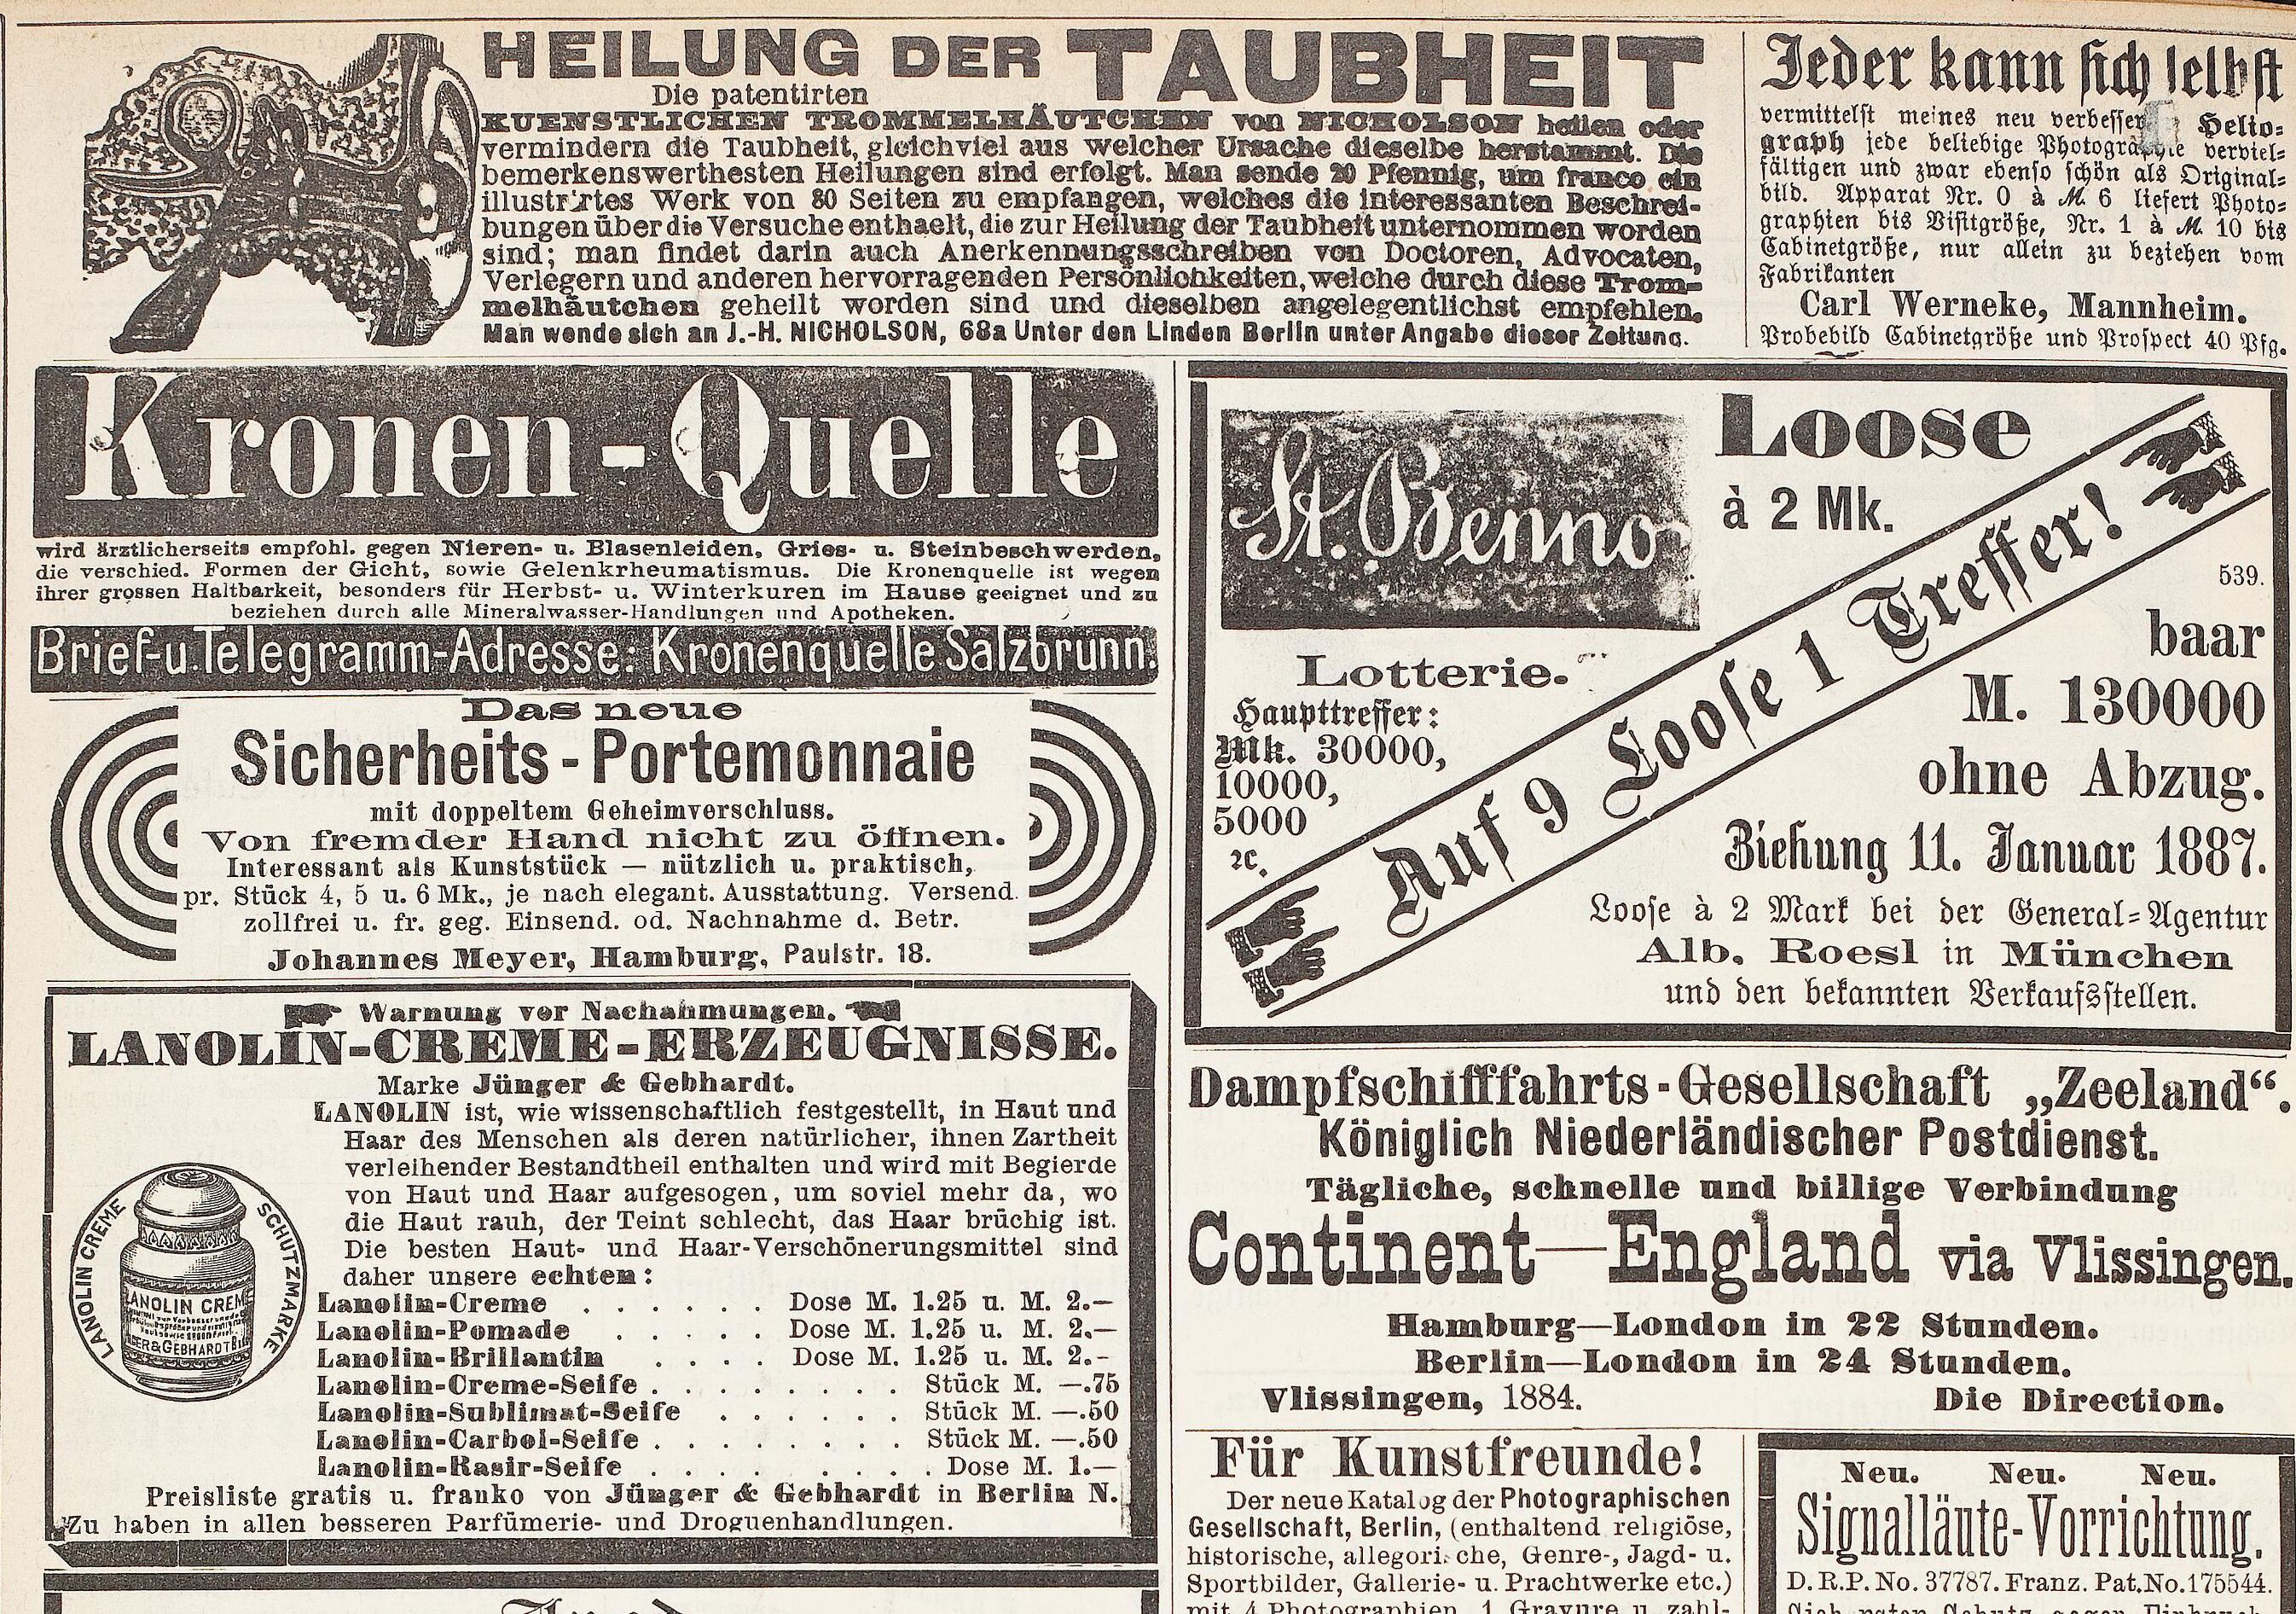 HEILUNG DER TAUBHEIT
Die patentirten
KUENSTLICHEN TROMMELHÄUTCHEN von NICHOLSON heilen oder
vermindern die Taubheit, gleichviel aus welcher Ursache dieselbe herstammt. Die
bemerkenswerthesten Heilungen sind erfolgt. Man sende 20 Pfennig, um franco ein
illustrirtes Werk von 80 Seiten zu empfangen, welches die interessanten Beschrei-
bungen über die Versuche enthaelt, die zur Heilung der Taubheit unternommen worden
sind; man findet darin auch Anerkennungsschreiben von Doctoren, Advocaten,
Verlegern und anderen hervorragenden Persönlichkeiten, welche durch diese Trom-
melhäutchen geheilt worden sind und dieselben angelegentlichst empfehlen.
Man wende sich an J.-H. NICHOLSON, 68a Unter den Linden Berlin unter Angabe dieser Zeitung.
Jeder kann sich selbst
vermittelst meines neu verbesser Helio-
graph jede beliebige Photographie verviel-
fältigen und zwar ebenso schön als Original-
bild. Apparat Nr. 0 à M. 6 liefert Photo-
graphien bis Visitgröße, Nr. 1 à M. 10 bis
Cabinetgröße, nur allein zu beziehen vom
Fabrikanten
Carl Werneke, Mannheim.
Probebild Cabinetgröße und Prospect 40 Pfg.
Kronen-Quelle
wird ärztlicherseits empfohl. gegen Nieren- u. Blasenleiden, Gries- u. Steinbeschwerden,
die verschied. Formen der Gicht, sowie Gelenkrheumatismus. Die Kronenquelle ist wegen
ihrer grossen Haltbarkeit, besonders für Herbst- u. Winterkuren im Hause geeignet und zu
beziehen durch alle Mineralwasser-Handlungen und Apotheken.
Brief- u. Telegramm-Adresse: Kronenquelle Salzbrunn.
Das neue
Sicherheits-Portemonnaie
mit doppeltem Geheimverschluss.
Von fremder Hand nicht zu öffnen.
Interessant als Kunststück — nützlich u. praktisch,
pr. Stück 4, 5 u. 6 Mk., je nach elegant. Ausstattung. Versend.
zollfrei u. fr. geg. Einsend. od. Nachnahme d. Betr.
Johannes Meyer, Hamburg, Paulstr. 18.
Warnung vor Nachahmungen.
LANOLIN-CREME-ERZEUGNISSE.
Marke Jünger & Gebhardt.
LANOLIN ist, wie wissenschaftlich festgestellt, in Haut und
Haar des Menschen als deren natürlicher, ihnen Zartheit
verleihender Bestandtheil enthalten und wird mit Begierde
von Haut und Haar aufgesogen, um soviel mehr da, wo
die Haut rauh, der Teint schlecht, das Haar brüchig ist.
Die besten Haut- und Haar-Verschönerungsmittel sind
daher unsere echten:
LANOLIN CREME SCHUTZMARKE
LANOLIN CREME
Lanolin-Creme . . . . . . Dose M. 1.25 u. M. 2.—
Lanolin-Pomade . . . . . Dose M. 1.25 u. M. 2.—
Lanolin-Brillantin . . . . Dose M. 1.25 u. M. 2.-
Lanolin-Creme-Seife . . . . . . . . Stück M. —.75
Lanolin-Sublimat-Seife . . . . . . Stück M. —.50
Lanolin-Carbol-Seife . . . . . . . . Stück M. —.50
Lanolin-Rasir-Seife . . . . . . . . Dose M. 1.—
Preisliste gratis u. franko von Jünger & Gebhardt in Berlin N.
Zu haben in allen besseren Parfümerie- und Droguenhandlungen.
St. Benno
Loose
à 2 Mk.
Lotterie.
Haupttreffer:
Mk. 30000,
10000,
5000
ꝛc.
Auf 9 Loose 1 Treffer!
539.
baar
M. 130000
ohne Abzug.
Ziehung 11. Januar 1887.
Loose à 2 Mark bei der General-Agentur
Alb. Roesl in München
und den bekannten Verkaufsstellen.
Dampfschifffahrts-Gesellschaft „Zeeland“.
Königlich Niederländischer Postdienst.
Tägliche, schnelle und billige Verbindung
Continent—England via Vlissingen.
Hamburg—London in 22 Stunden.
Berlin—London in 24 Stunden.
Vlissingen, 1884. Die Direction.
Für Kunstfreunde!
Der neue Katalog der Photographischen
Gesellschaft, Berlin, (enthaltend religiöse,
historische, allegori che, Genre-, Jagd- u.
Sportbilder, Gallerie- u. Prachtwerke etc.)
mit 4 Photographien, 1 Gravure u. zahl-
Neu. Neu. Neu.
Signalläute-Vorrichtung.
D. R. P. No. 37787. Franz. Pat. No. 175544.